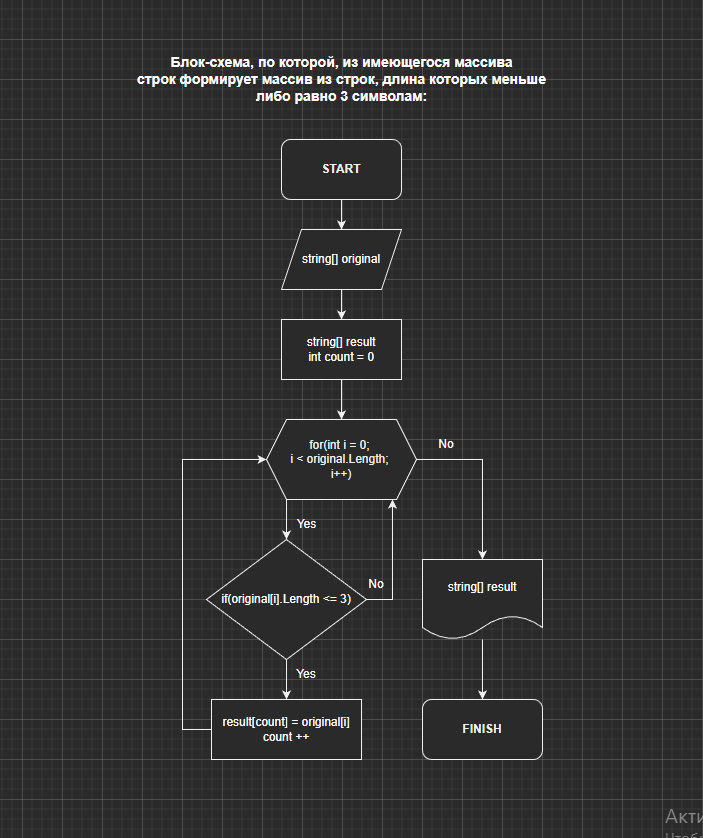 Блок-схема, по которой, из имеющегося массива
строк формирует массив из строк, длина которых меньше
либо равно 3 символам:
START
string[] original
string[] result
int count = 0
for(int i = 0;
i < original.Length;
i++)
No
Yes
if(original[i].Length <= 3)
No
string[] result
Yes
result[count] = original[i]
count ++
FINISH